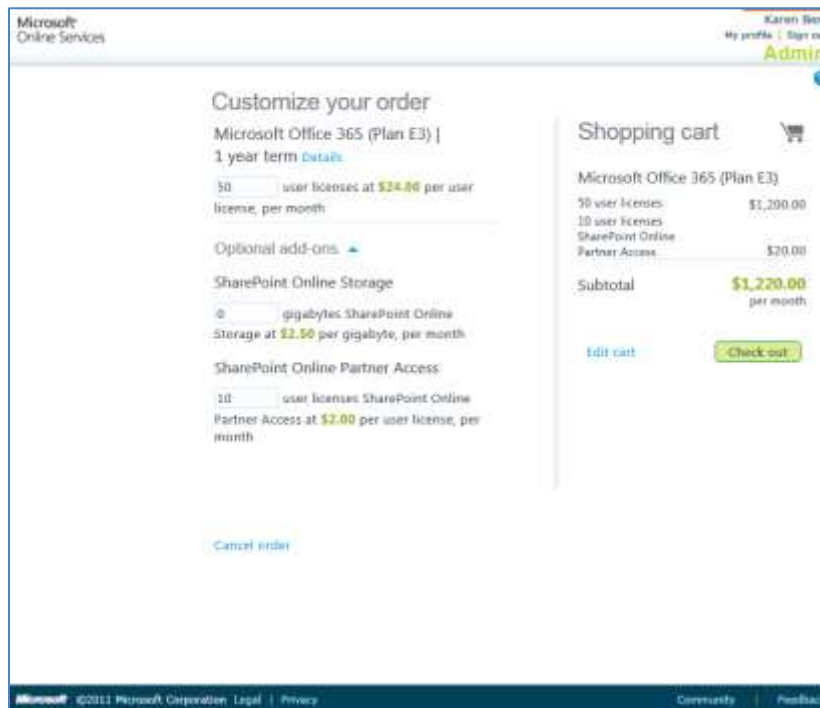 Microsoft
Online Services
Karen Ber
My profile | Sign ou
Admin
Customize your order
Microsoft Office 365 (Plan E3) |
1 year term Details
50 user licenses at $24.00 per user
license, per month
Optional add-ons
SharePoint Online Storage
0 gigabytes SharePoint Online
Storage at $2.50 per gigabyte, per month
SharePoint Online Partner Access
10 user licenses SharePoint Online
Partner Access at $2.00 per user license, per
month
Cancel order
Shopping cart
Microsoft Office 365 (Plan E3)
50 user licenses $1,200.00
10 user licenses
SharePoint Online
Partner Access $20.00
Subtotal $1,220.00
per month
Edit cart Check out
Microsoft ©2011 Microsoft Corporation Legal | Privacy Community | Feedbac